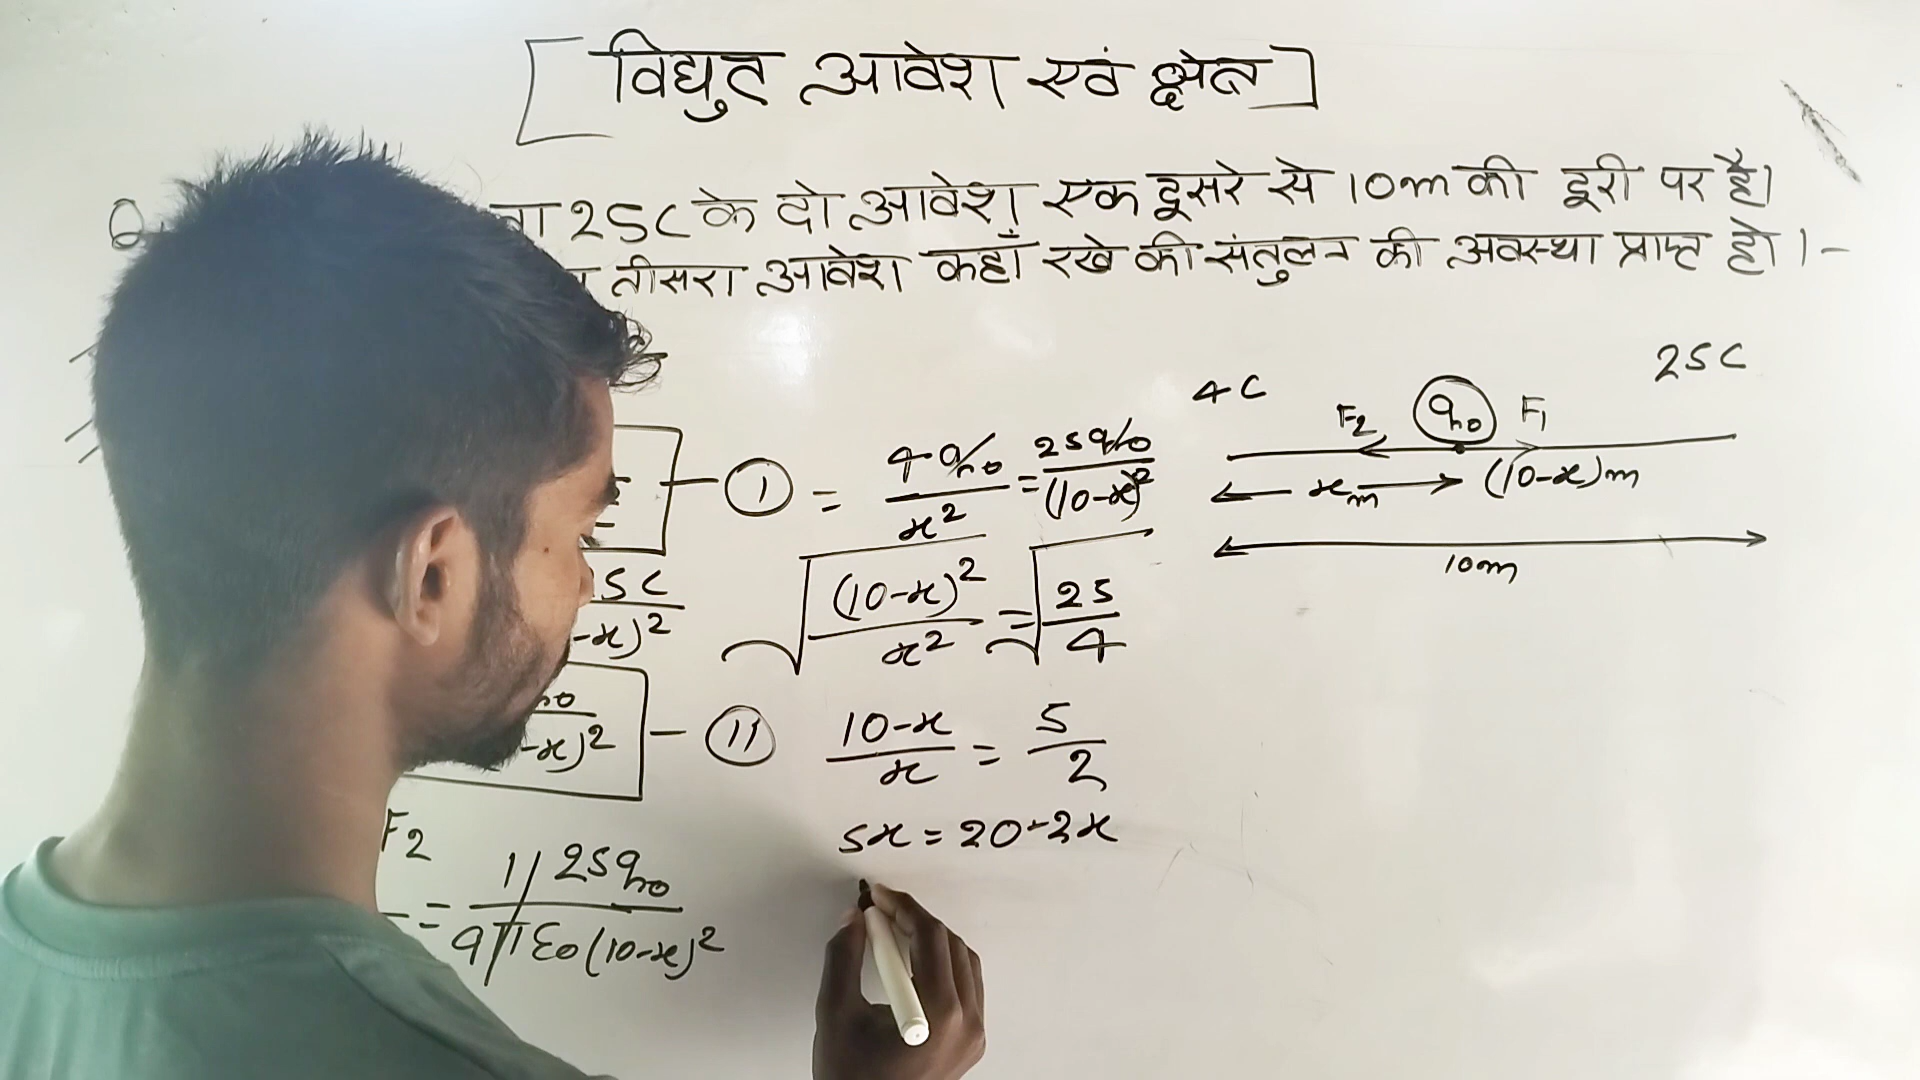 [विद्युत आवेश एवं क्षेत्र]
Q. 25C के दो आवेश एक दूसरे से 10m की दूरी पर है।
तीसरा आवेश कहाँ रखे की संतुलन की अवस्था प्राप्त हो।-
4C 25C
F2 q0 F1
xm (10-x)m
10m
— ① = 4q0/x² = 25q0/(10-x)²
5C
-x)²
√(10-x)²/x² = √25/4
-x)² — ⑪
10-x/x = 5/2
5x = 20-2x
F2
= 1/ 25q0
9πε0(10-x)²